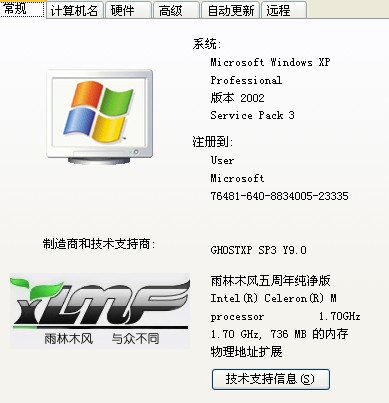 常规 计算机名 硬件 高级 自动更新 远程
系统:
Microsoft Windows XP
Professional
版本 2002
Service Pack 3
注册到:
User
Microsoft
76481-640-8834005-23335
制造商和技术支持商:
GHOSTXP SP3 Y9.0
YLMF
雨林木风 与众不同
雨林木风五周年纯净版
Intel(R) Celeron(R) M
processor 1.70GHz
1.70 GHz, 736 MB 的内存
物理地址扩展
技术支持信息(S)